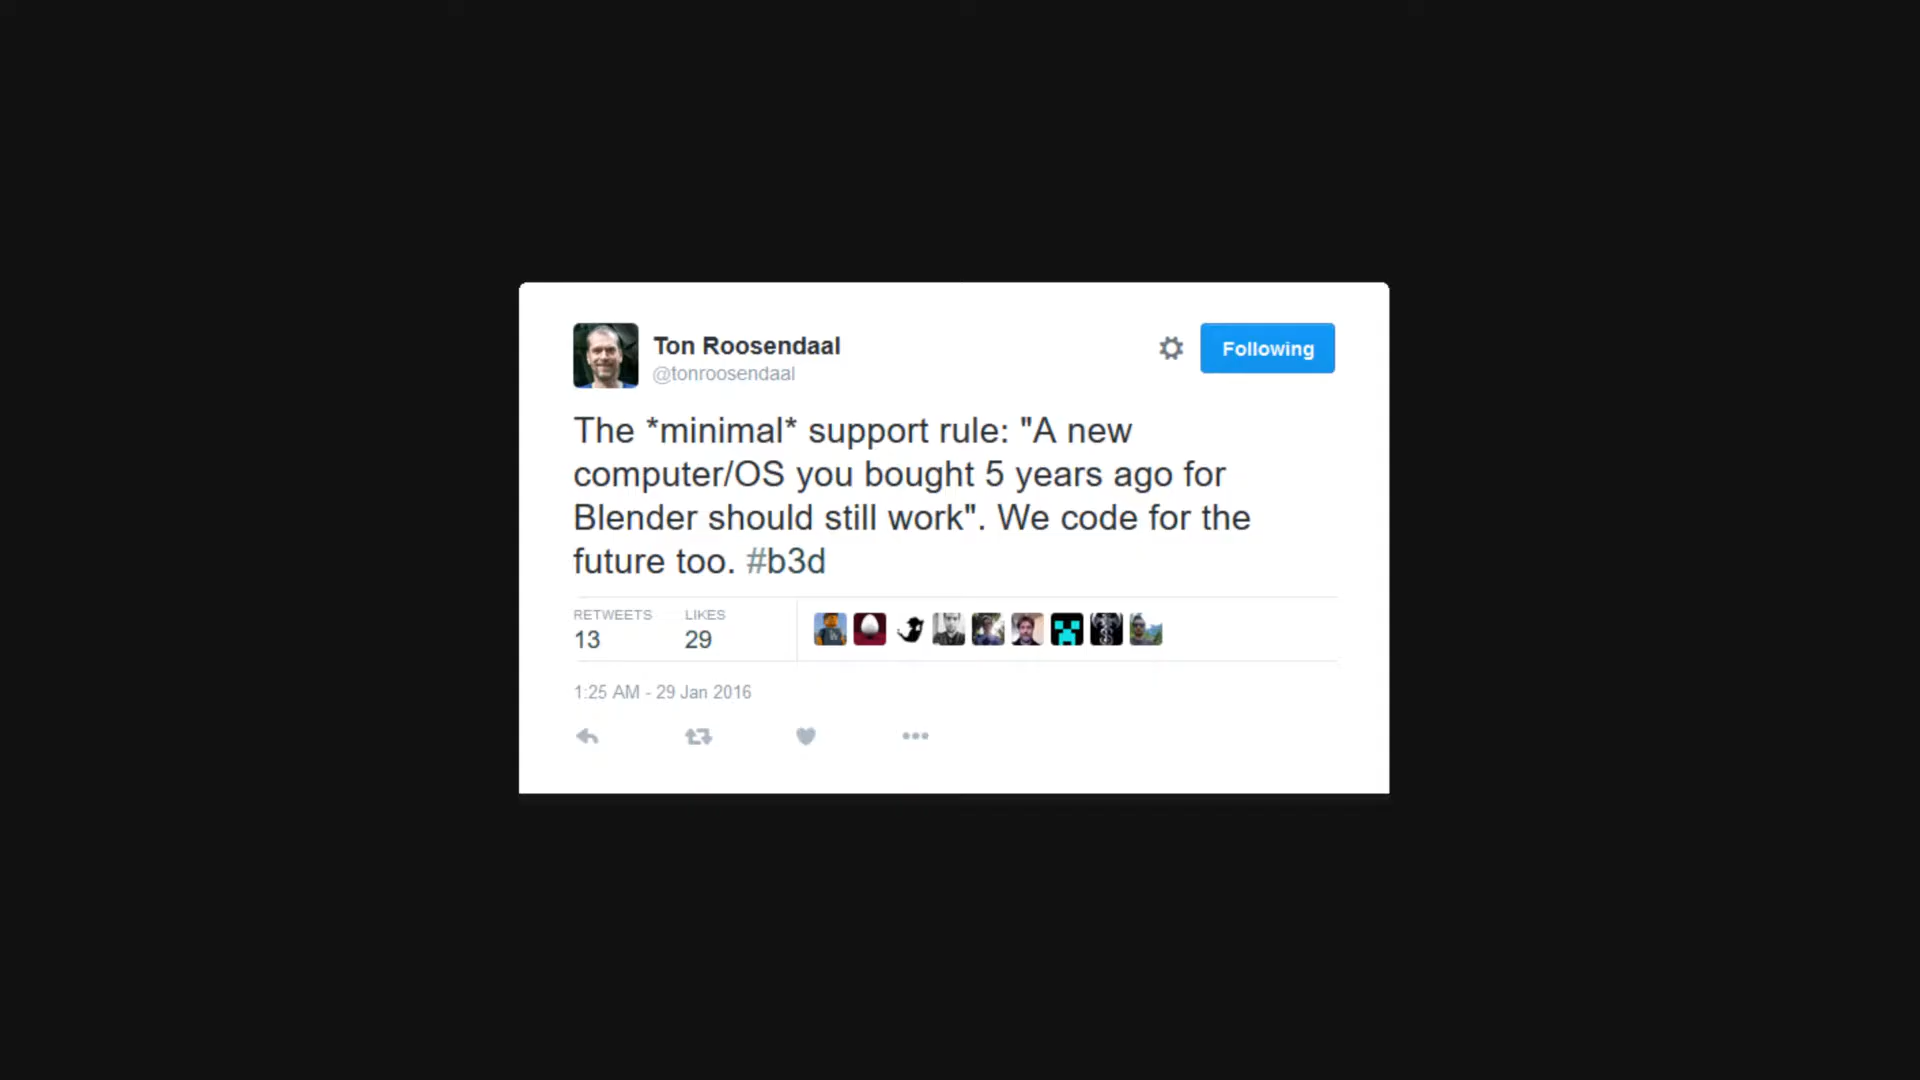 Ton Roosendaal
@tonroosendaal
Following
The *minimal* support rule: "A new
computer/OS you bought 5 years ago for
Blender should still work". We code for the
future too. #b3d
RETWEETS LIKES
13 29
1:25 AM - 29 Jan 2016